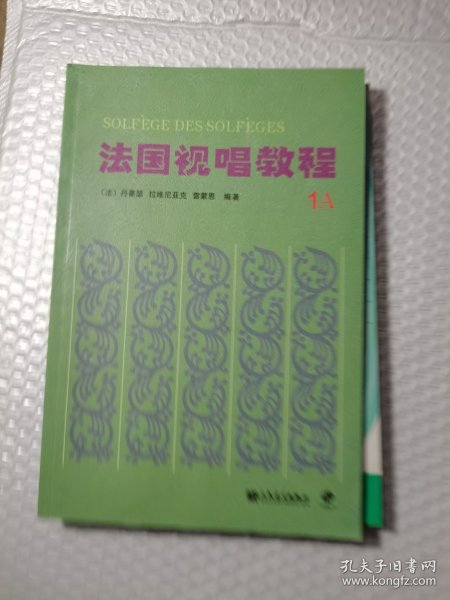 SOLFÈGE DES SOLFÈGES
法国视唱教程
(法) 丹豪瑟 拉维尼亚克 雷蒙恩 编著
1A
孔夫子旧书网
www.kongfz.com